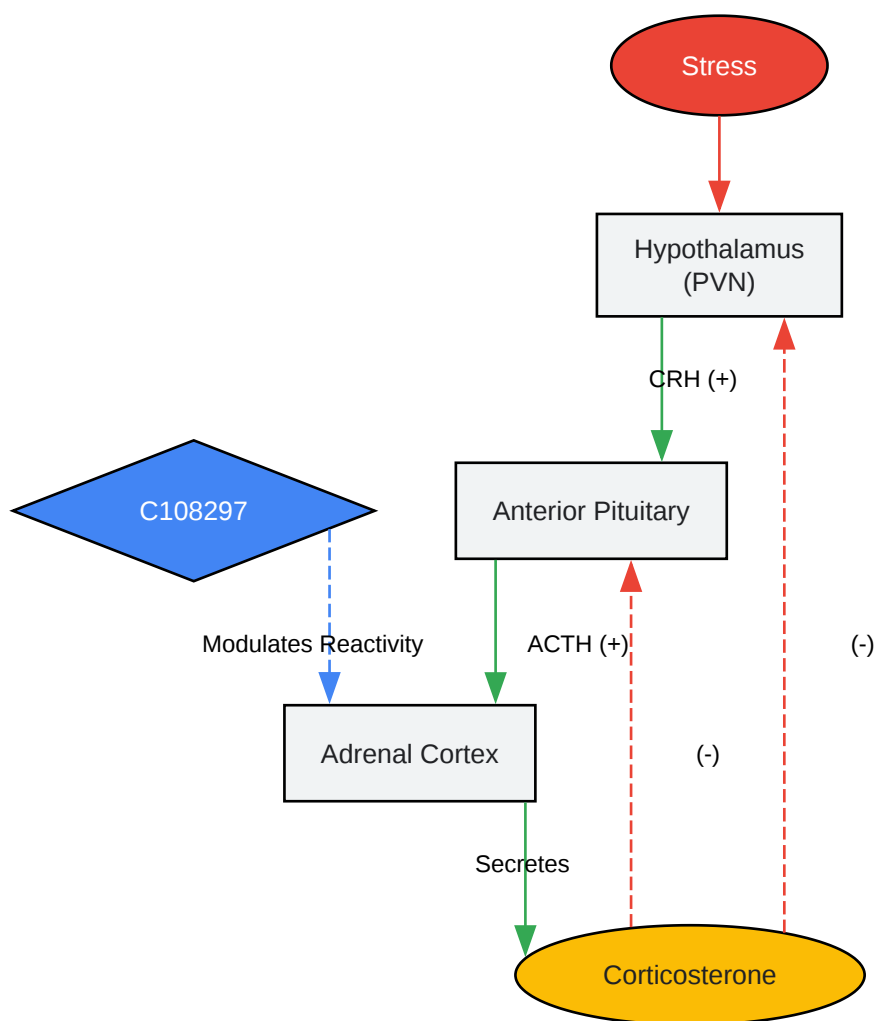 Stress
Hypothalamus
(PVN)
CRH (+)
C108297
Anterior Pituitary
Modulates Reactivity
ACTH (+)
(-)
Adrenal Cortex
(-)
Secretes
Corticosterone